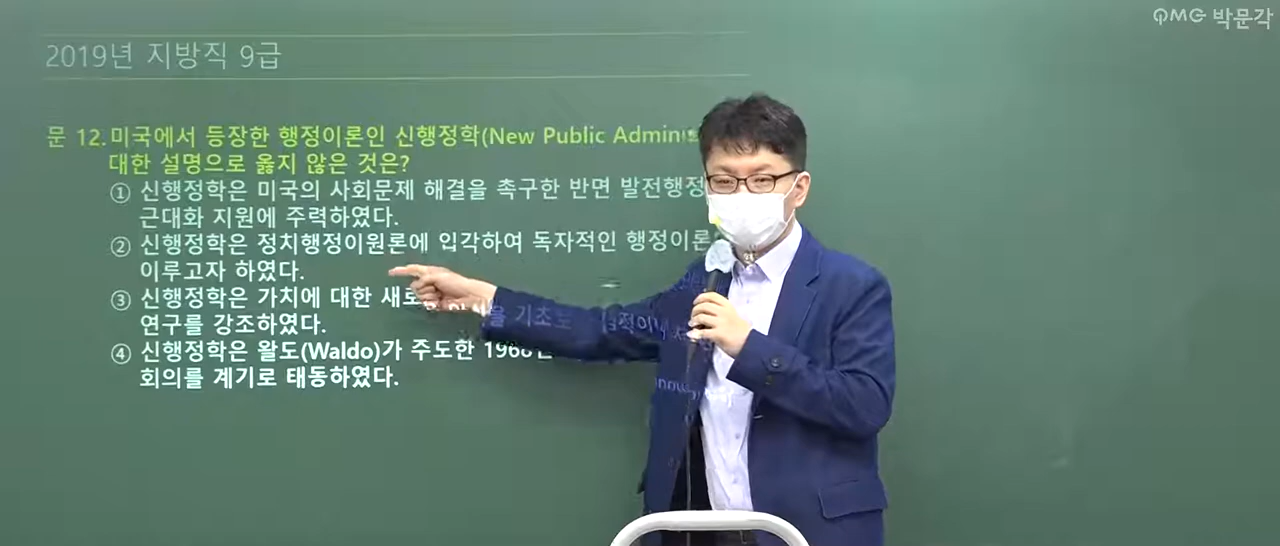 PMG 박문각
2019년 지방직 9급
문 12. 미국에서 등장한 행정이론인 신행정학(New Public
대한 설명으로 옳지 않은 것은?
① 신행정학은 미국의 사회문제 해결을 촉구한 반면 발전행정
근대화 지원에 주력하였다.
② 신행정학은 정치행정이원론에 입각하여 독자적인 행정이론
이루고자 하였다.
③ 신행정학은 가치에 대한 기초로
연구를 강조하였다.
④ 신행정학은 왈도(Waldo)가 주도한
회의를 계기로 태동하였다.